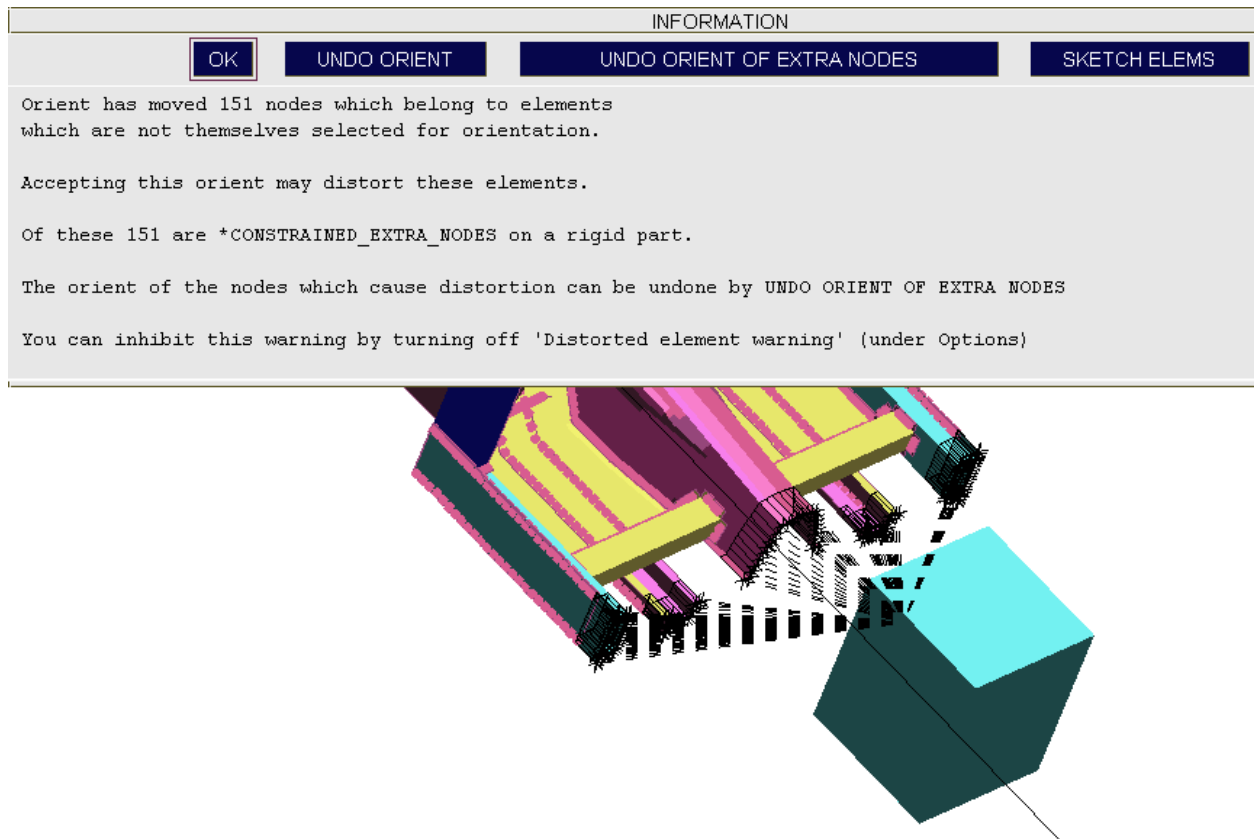 INFORMATION
OK UNDO ORIENT UNDO ORIENT OF EXTRA NODES SKETCH ELEMS
Orient has moved 151 nodes which belong to elements
which are not themselves selected for orientation.
Accepting this orient may distort these elements.
Of these 151 are *CONSTRAINED_EXTRA_NODES on a rigid part.
The orient of the nodes which cause distortion can be undone by UNDO ORIENT OF EXTRA NODES
You can inhibit this warning by turning off 'Distorted element warning' (under Options)